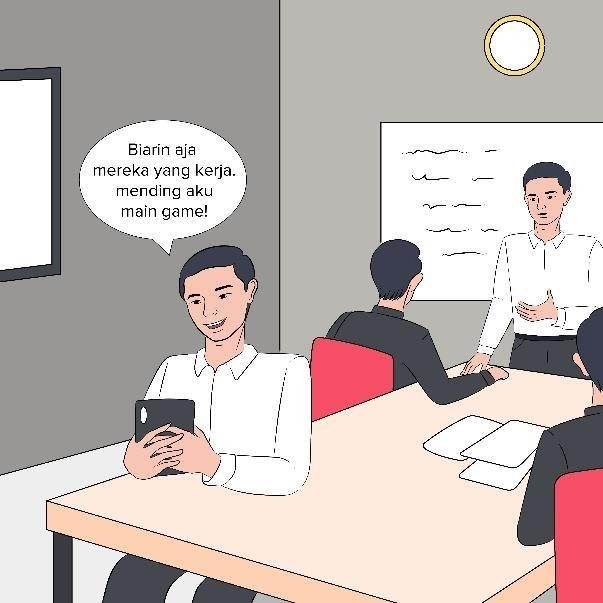 Biarin aja
mereka yang kerja.
mending aku
main game!